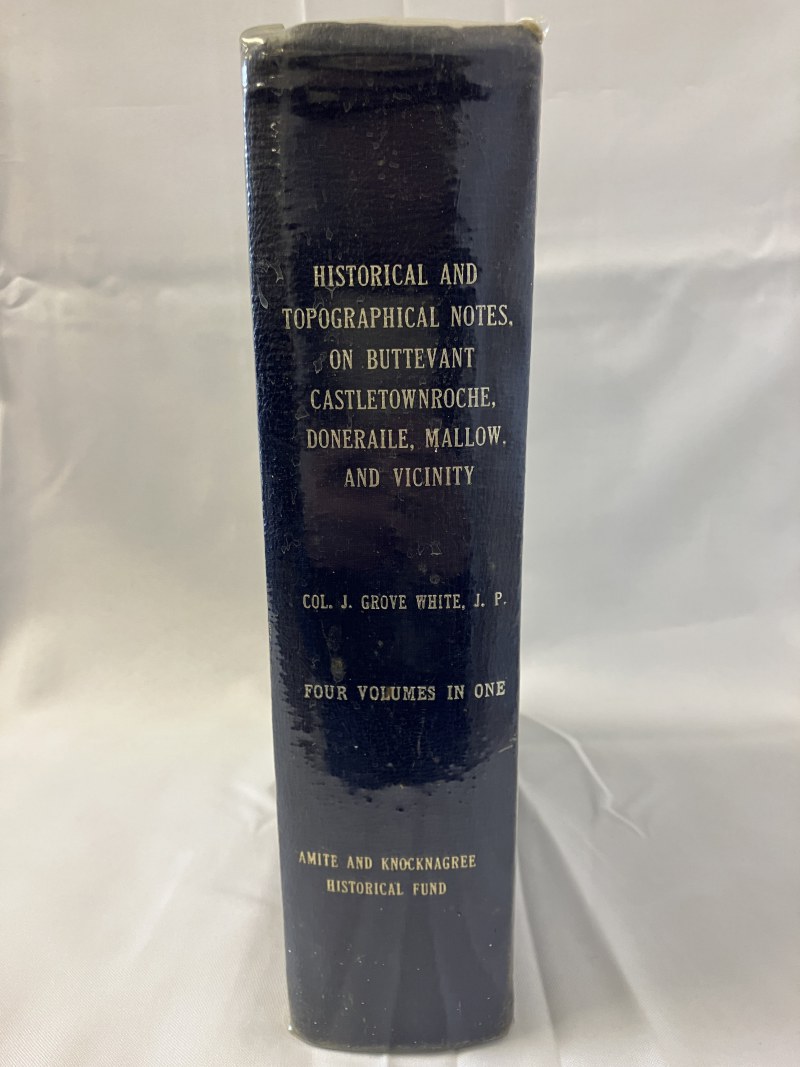 HISTORICAL AND
TOPOGRAPHICAL NOTES,
ON BUTTEVANT
CASTLETOWNROCHE,
DONERAILE, MALLOW.
AND VICINITY
COL. J. GROVE WHITE, J. P.
FOUR VOLUMES IN ONE
AMITE AND KNOCKNAGREE
HISTORICAL FUND